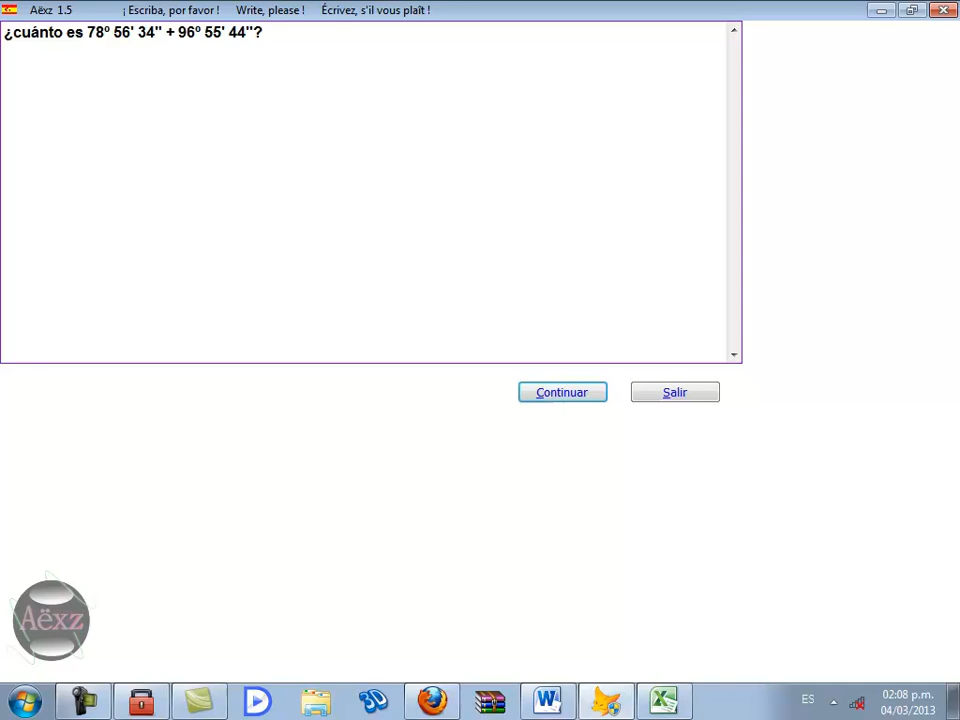 Aëxz 1.5 ¡ Escriba, por favor ! Write, please ! Écrivez, s'il vous plaît !
¿cuánto es 78º 56' 34'' + 96º 55' 44''?
Continuar Salir
Aëxz
3D
W
ES
02:08 p.m.
04/03/2013